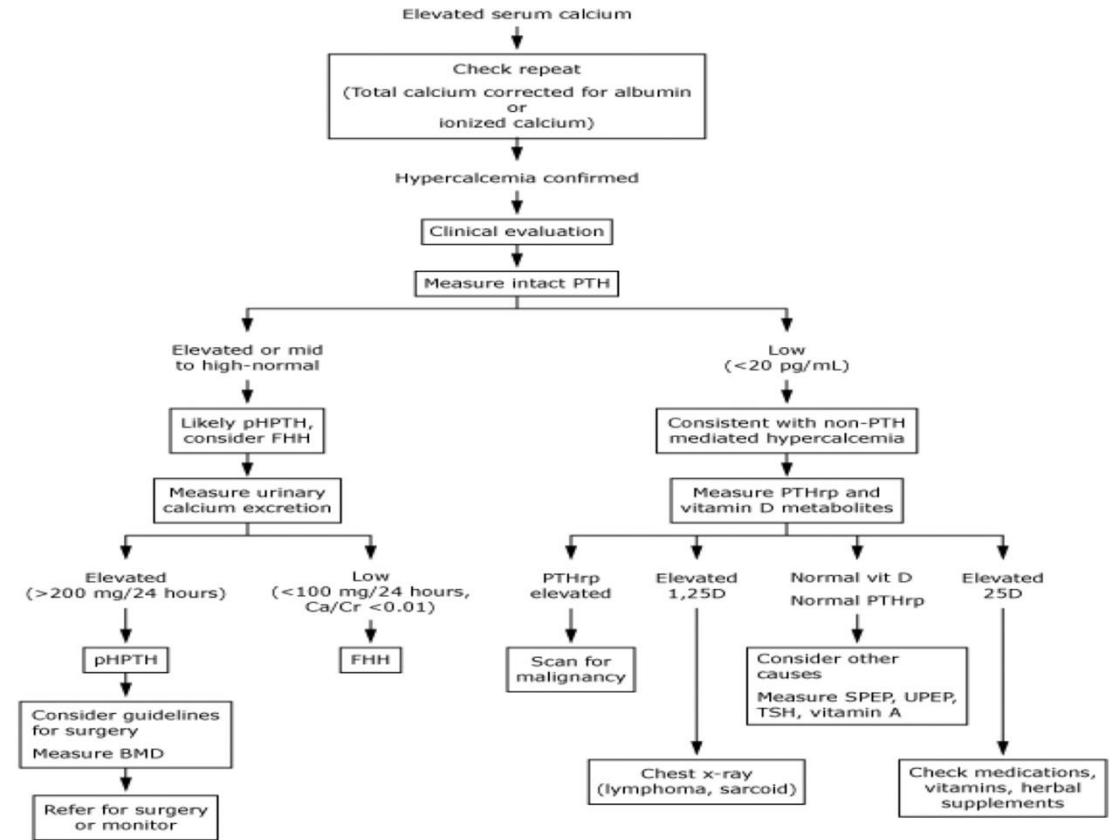 Elevated serum calcium
Check repeat
(Total calcium corrected for albumin
or
ionized calcium)
Hypercalcemia confirmed
Clinical evaluation
Measure intact PTH
Elevated or mid
to high-normal
Low
(<20 pg/mL)
Likely pHPTH,
consider FHH
Consistent with non-PTH
mediated hypercalcemia
Measure urinary
calcium excretion
Measure PTHrp and
vitamin D metabolites
Elevated
(>200 mg/24 hours)
Low
(<100 mg/24 hours,
Ca/Cr <0.01)
PTHrp
elevated
Elevated
1,25D
Normal vit D
Normal PTHrp
Elevated
25D
pHPTH
FHH
Scan for
malignancy
Consider other
causes
Measure SPEP, UPEP,
TSH, vitamin A
Consider guidelines
for surgery
Measure BMD
Chest x-ray
(lymphoma, sarcoid)
Check medications,
vitamins, herbal
supplements
Refer for surgery
or monitor